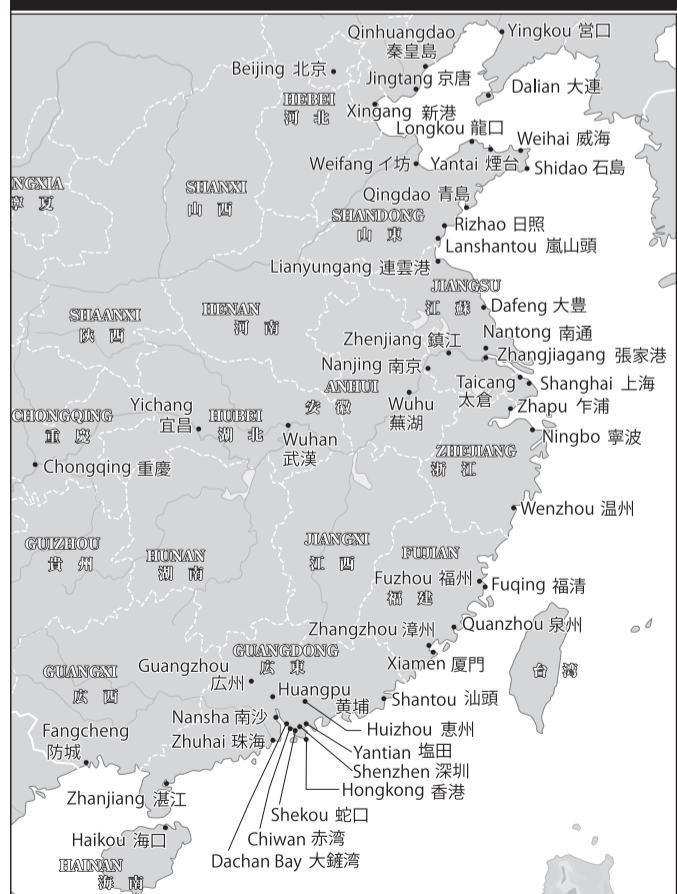 Qinhuangdao
秦皇島
Yingkou 営口
Beijing 北京
Jingtang 京唐
Dalian 大連
HEBEI
河 北
Xingang 新港
Longkou 龍口
Weihai 威海
Weifang イ坊
Yantai 煙台
Shidao 石島
NGXIA
寧 夏
SHANXI
山 西
Qingdao 青島
SHANDONG
山 東
Rizhao 日照
Lanshantou 嵐山頭
Lianyungang 連雲港
JIANGSU
江 蘇
SHAANXI
陕 西
HENAN
河 南
Dafeng 大豊
Zhenjiang 鎮江
Nantong 南通
Zhangjiagang 張家港
Nanjing 南京
ANHUI
安 徽
Taicang
太倉
Shanghai 上海
CHONGQING
重 慶
Yichang
宜昌
HUBEI
湖 北
Wuhu
蕪湖
Zhapu 乍浦
Wuhan
武漢
Ningbo 寧波
ZHEJIANG
浙 江
Chongqing 重慶
Wenzhou 温州
GUIZHOU
貴 州
HUNAN
湖 南
JIANGXI
江 西
FUJIAN
福 建
Fuzhou 福州
Fuqing 福清
Zhangzhou 漳州
Quanzhou 泉州
Xiamen 厦門
台 湾
GUANGXI
広 西
Guangzhou
広州
GUANGDONG
広 東
Huangpu
黄埔
Shantou 汕頭
Nansha 南沙
Huizhou 恵州
Fangcheng
防城
Zhuhai 珠海
Yantian 塩田
Shenzhen 深圳
Hongkong 香港
Zhanjiang 湛江
Shekou 蛇口
Chiwan 赤湾
Haikou 海口
Dachan Bay 大鏟湾
HAINAN
海 南